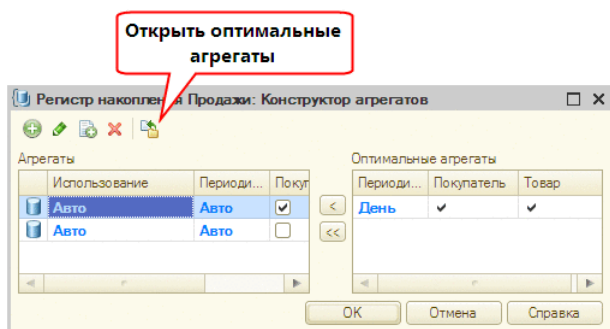 Открыть оптимальные
агрегаты
Регистр накопления Продажи: Конструктор агрегатов
Агрегаты
Оптимальные агрегаты
Использование Периоди... Покуп
Периоди... Покупатель Товар
Авто Авто
< День
Авто Авто
<<
OK Отмена Справка